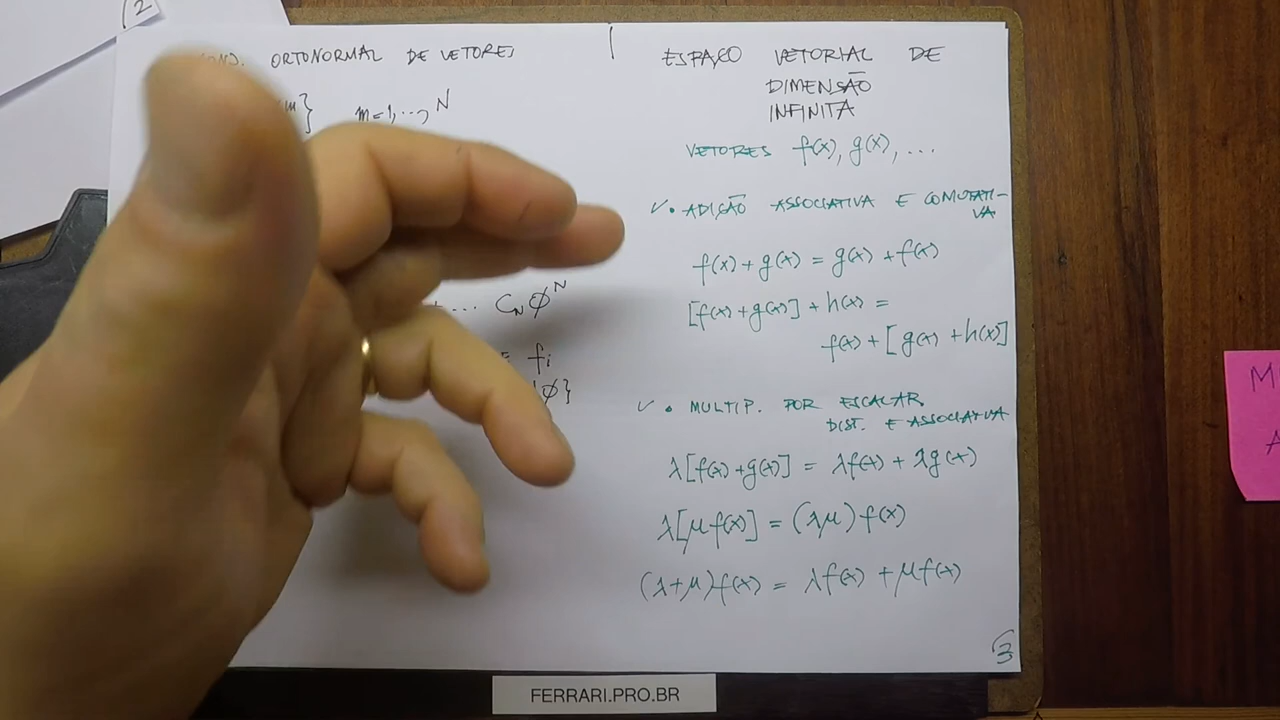 (2
ORTONORMAL DE VETORES
m} m=1,...,N
... C_N ϕ^N
f_i
ϕ}
ESPAÇO VETORIAL DE
DIMENSÃO
INFINITA
VETORES f(x), g(x), ...
✓ • ADIÇÃO ASSOCIATIVA E COMUTATI-
VA
f(x) + g(x) = g(x) + f(x)
[f(x) + g(x)] + h(x) =
f(x) + [g(x) + h(x)]
✓ • MULTIP. POR ESCALAR
DIST. E ASSOCIATIVA
λ[f(x) + g(x)] = λf(x) + λg(x)
λ[μf(x)] = (λμ)f(x)
(λ+μ)f(x) = λf(x) + μf(x)
3
FERRARI.PRO.BR